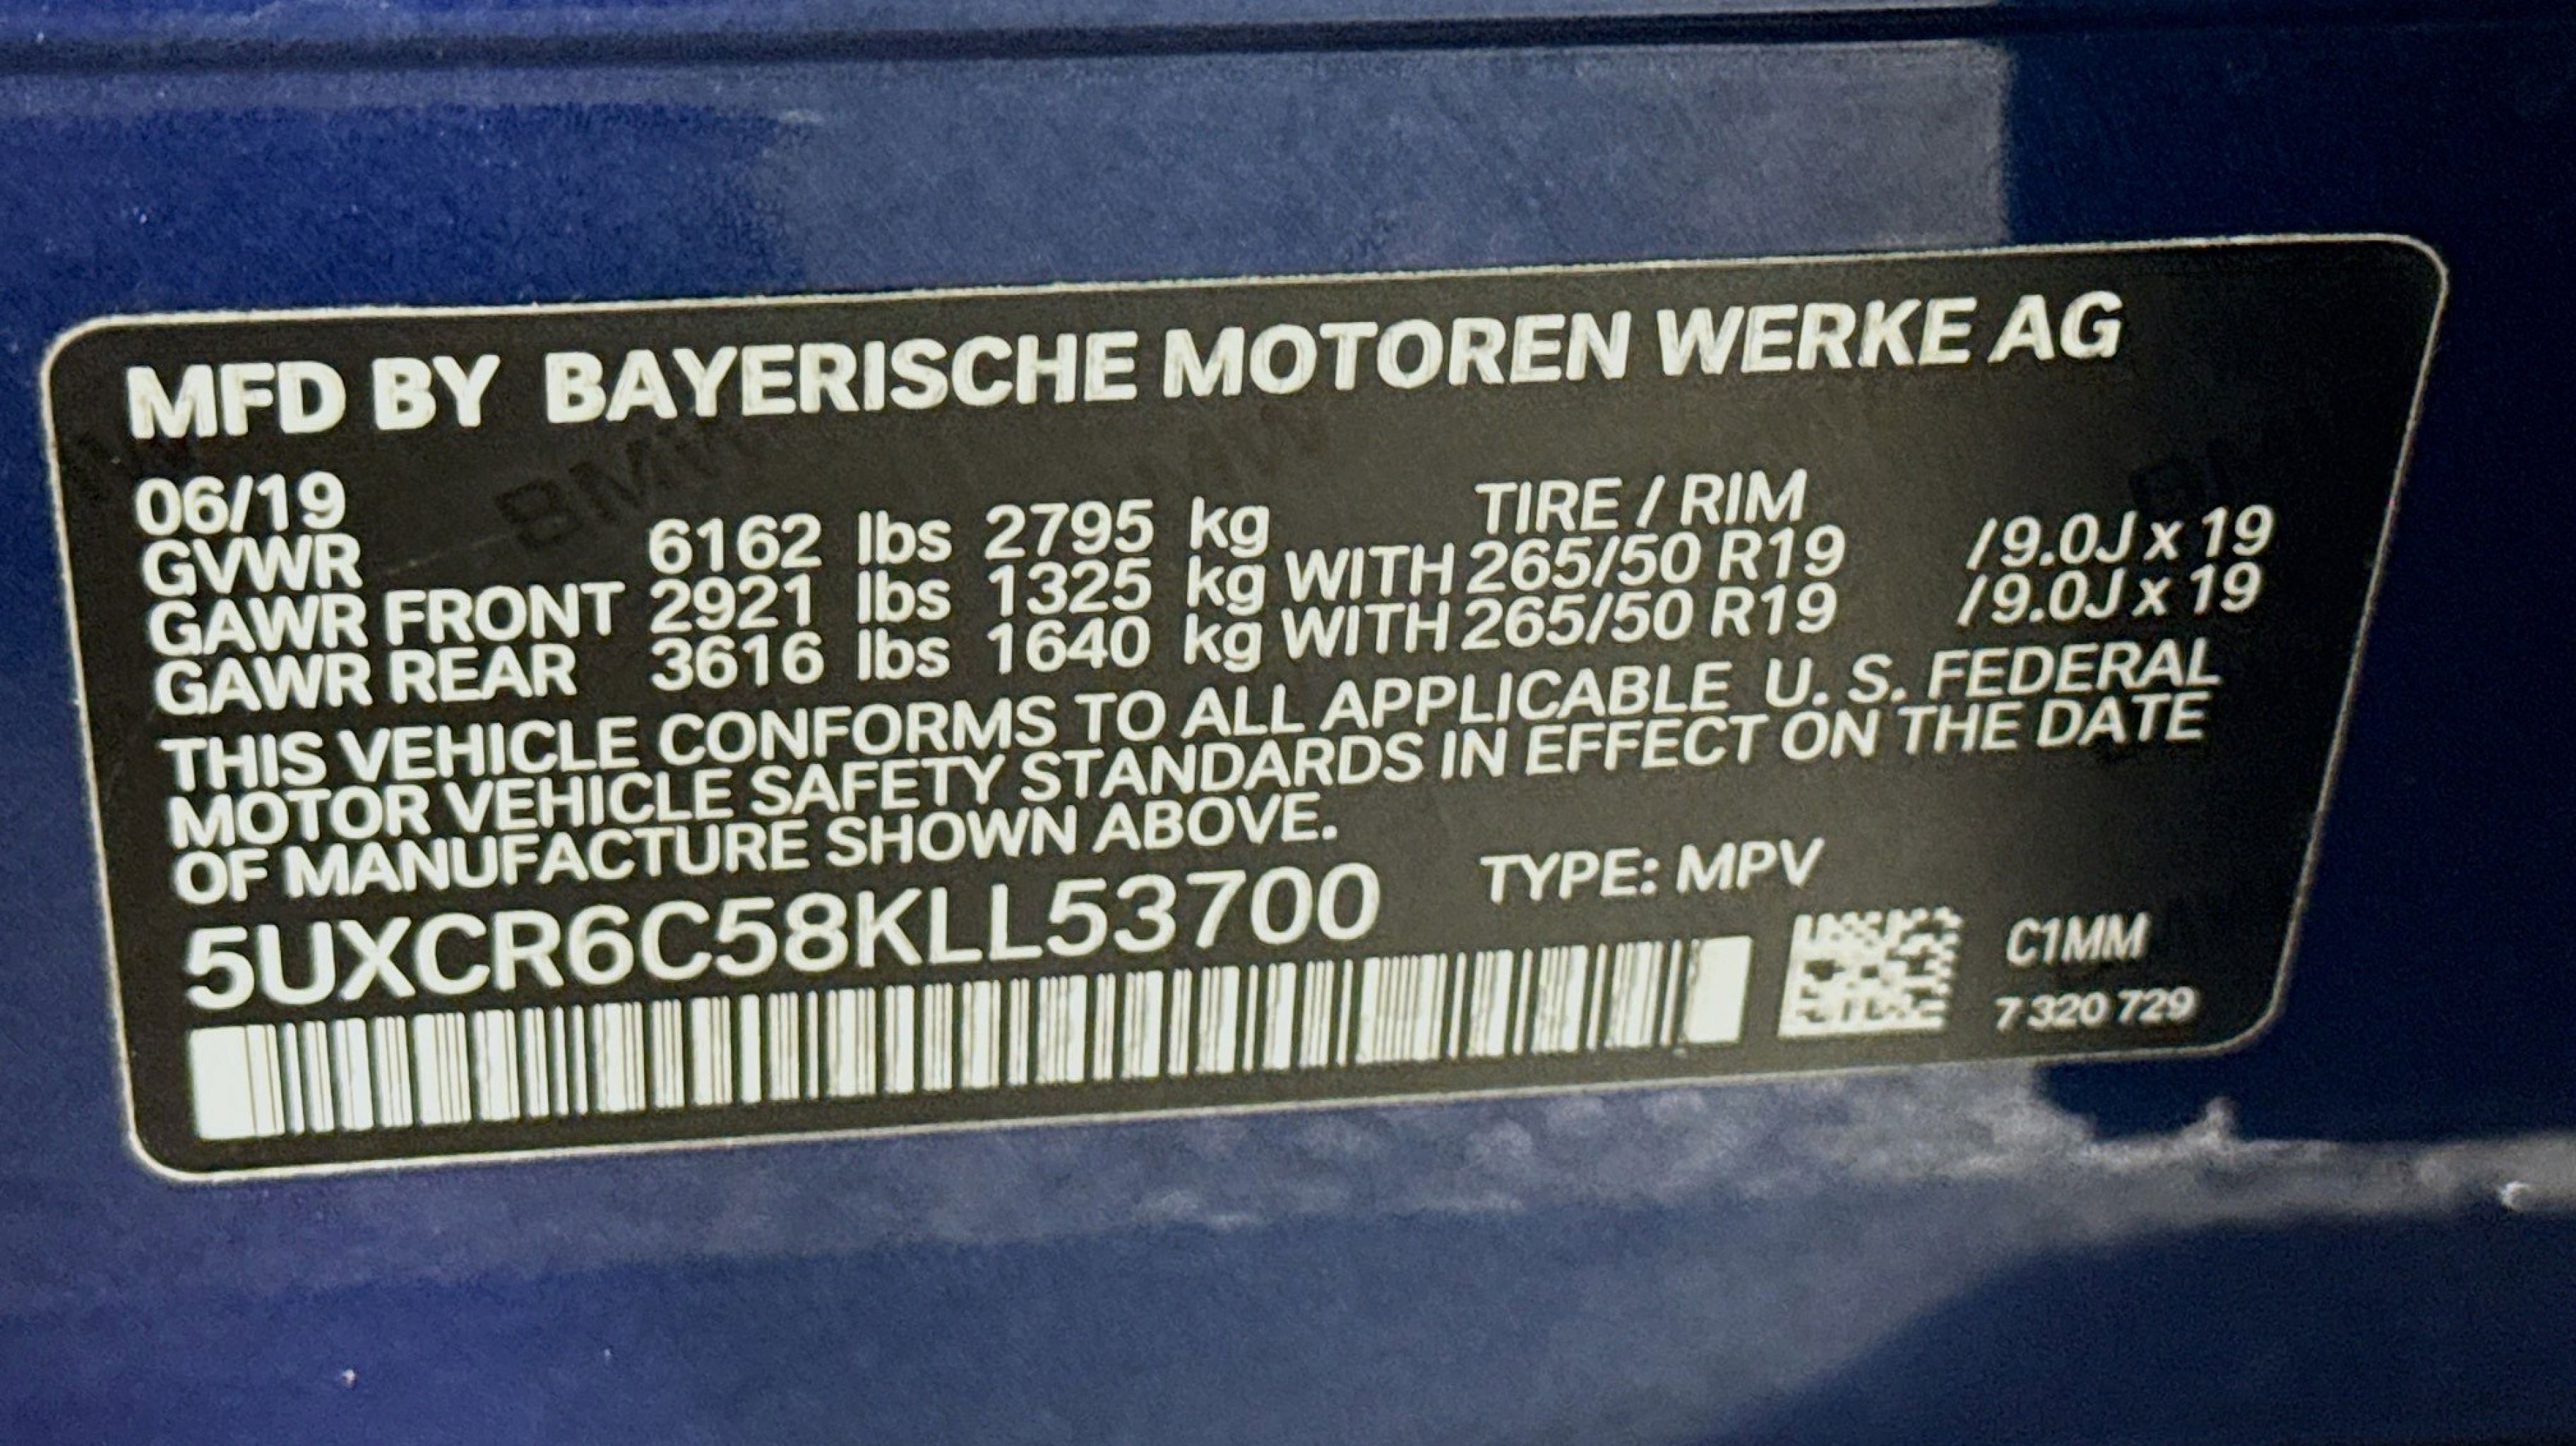 MFD BY BAYERISCHE MOTOREN WERKE AG
06/19
TIRE / RIM
GVWR 6162 lbs 2795 kg
GAWR FRONT 2921 lbs 1325 kg WITH 265/50 R19 /9.0J x 19
GAWR REAR 3616 lbs 1640 kg WITH 265/50 R19 /9.0J x 19
THIS VEHICLE CONFORMS TO ALL APPLICABLE U. S. FEDERAL
MOTOR VEHICLE SAFETY STANDARDS IN EFFECT ON THE DATE
OF MANUFACTURE SHOWN ABOVE.
5UXCR6C58KLL53700 TYPE: MPV
C1MM
7 320 729
BMW